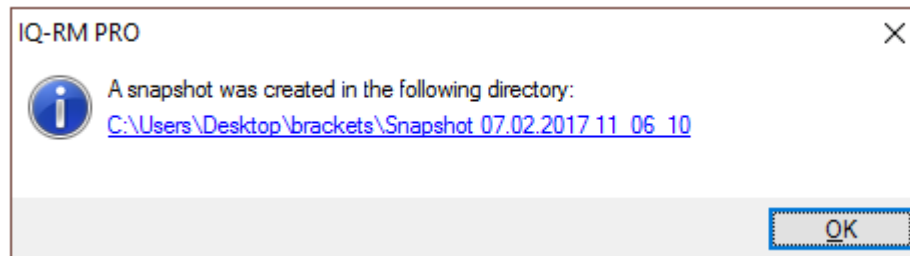 IQ-RM PRO
A snapshot was created in the following directory:
C:\Users\Desktop\brackets\Snapshot 07.02.2017 11_06_10
OK